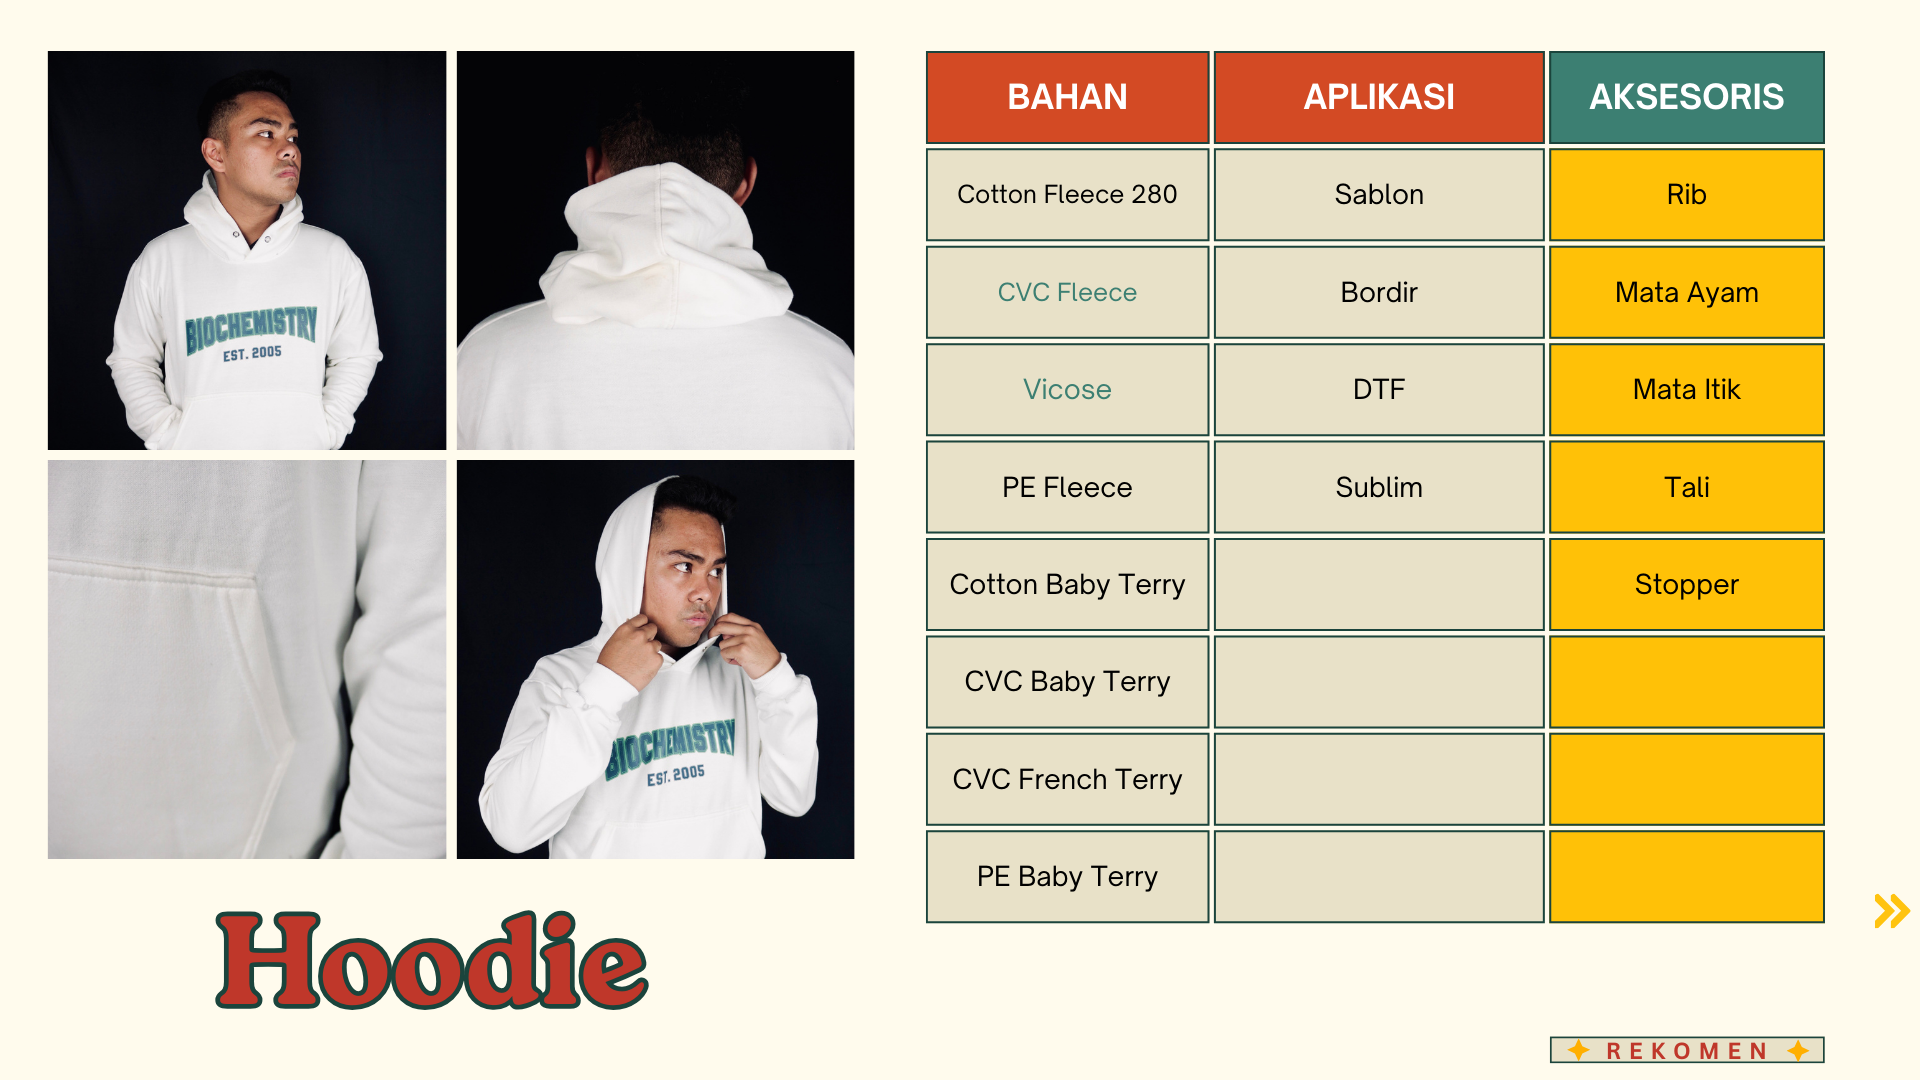 BIOCHEMISTRY
EST. 2005
BIOCHEMISTRY
EST. 2005
Hoodie
BAHAN APLIKASI AKSESORIS
Cotton Fleece 280 Sablon Rib
CVC Fleece Bordir Mata Ayam
Vicose DTF Mata Itik
PE Fleece Sublim Tali
Cotton Baby Terry Stopper
CVC Baby Terry
CVC French Terry
PE Baby Terry
REKOMEN